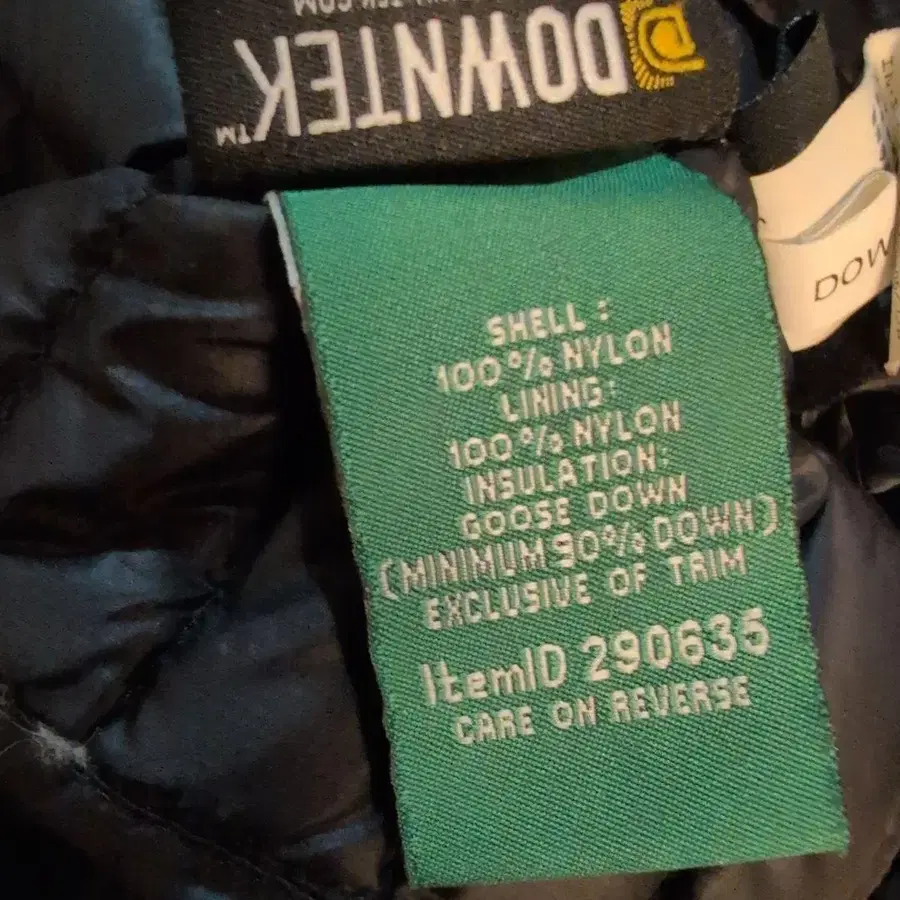 DOWNTEK™
SHELL :
100% NYLON
LINING:
100% NYLON
INSULATION:
GOOSE DOWN
(MINIMUM 90% DOWN)
EXCLUSIVE OF TRIM
ItemID 290635
CARE ON REVERSE
DOW